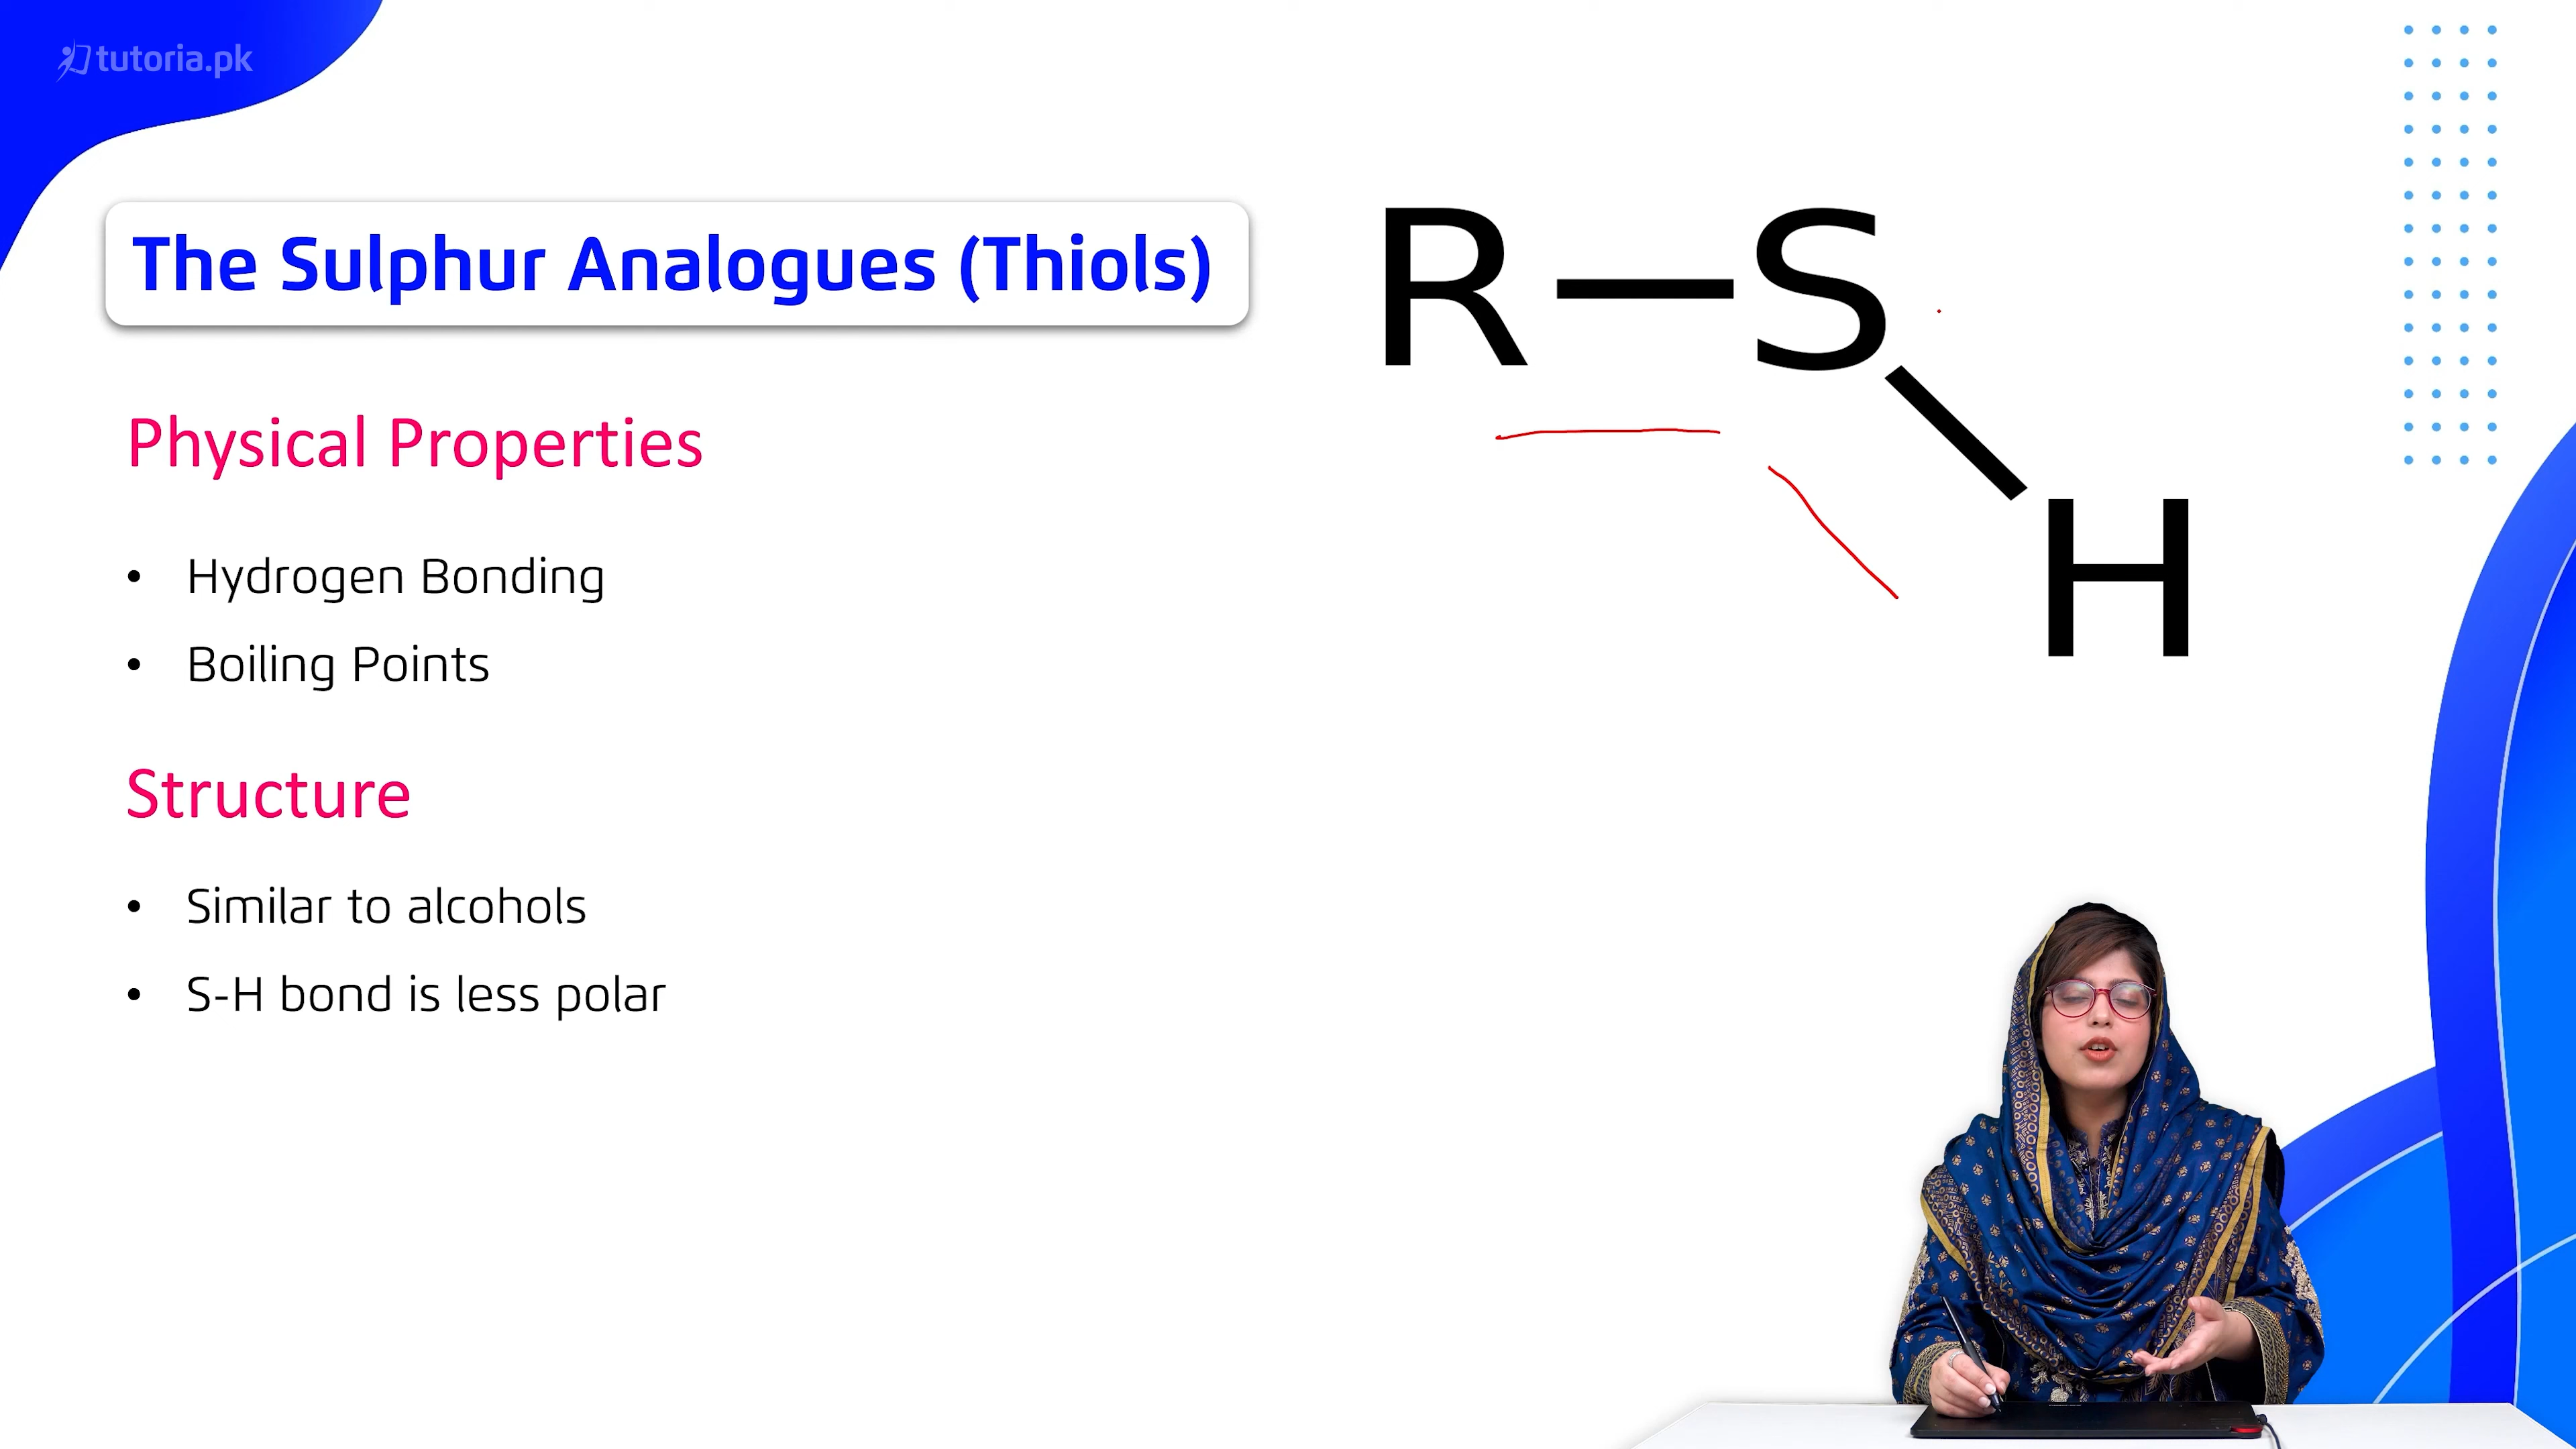 tutoria.pk
The Sulphur Analogues (Thiols)
R—S
H
Physical Properties
• Hydrogen Bonding
• Boiling Points
Structure
• Similar to alcohols
• S-H bond is less polar